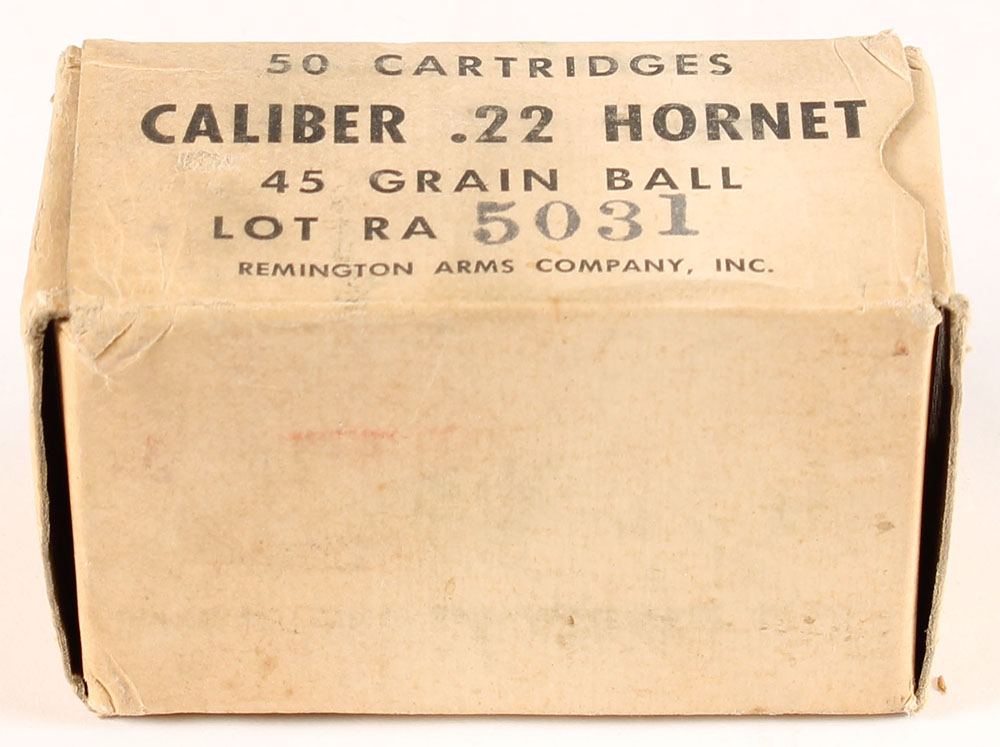 50 CARTRIDGES
CALIBER .22 HORNET
45 GRAIN BALL
LOT RA 5031
REMINGTON ARMS COMPANY, INC.